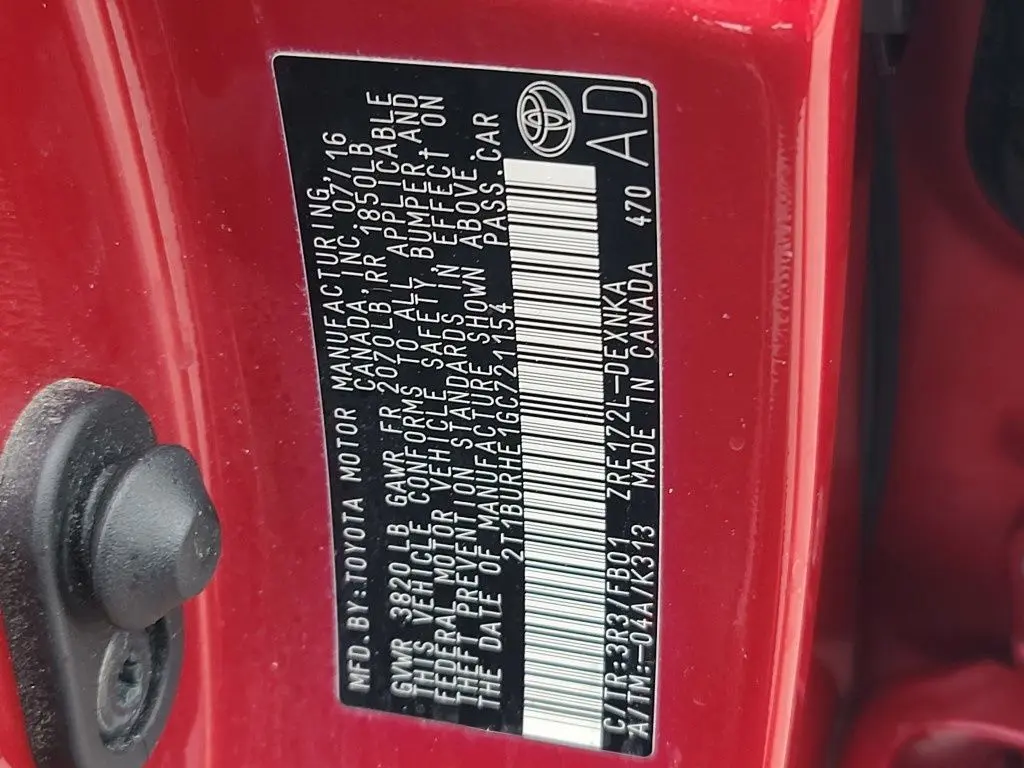 MFD.BY:TOYOTA MOTOR MANUFACTURING,
CANADA,INC. 07/16
GVWR 3820LB GAWR FR 2070LB,RR 1850LB
THIS VEHICLE CONFORMS TO ALL APPLICABLE
FEDERAL MOTOR VEHICLE SAFETY, BUMPER,AND
THEFT PREVENTION STANDARDS IN EFFECT ON
THE DATE OF MANUFACTURE SHOWN ABOVE.
2T1BURHE1GC721154 PASS.CAR
C/TR:3R3/FB01 ZRE172L-DEXNKA
A/TM:-04A/K313 MADE IN CANADA 470
AD